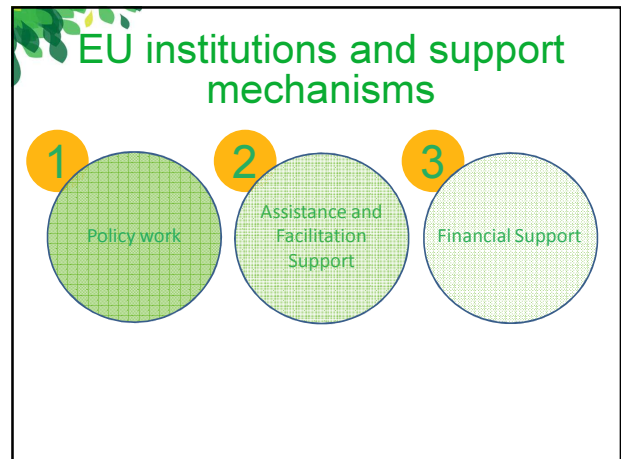 EU institutions and support
mechanisms
1
Policy work
2
Assistance and
Facilitation
Support
3
Financial Support